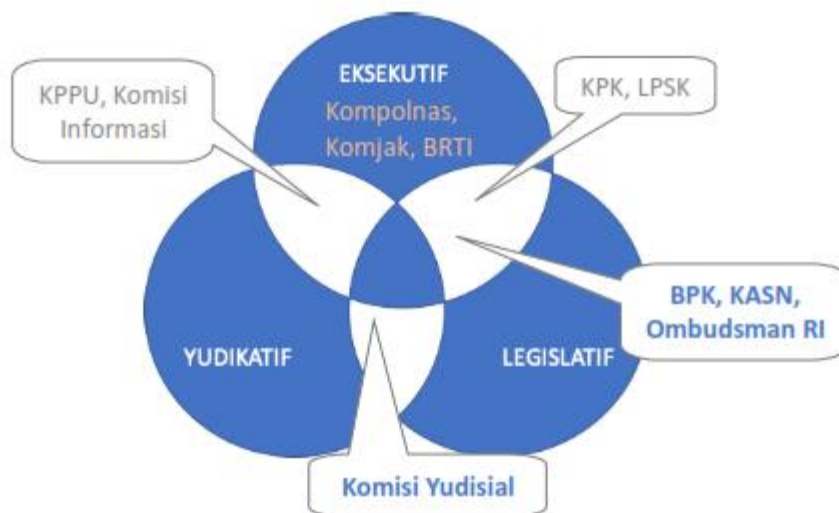 EKSEKUTIF
Kompolnas,
Komjak, BRTI
KPPU, Komisi
Informasi
KPK, LPSK
BPK, KASN,
Ombudsman RI
YUDIKATIF
LEGISLATIF
Komisi Yudisial